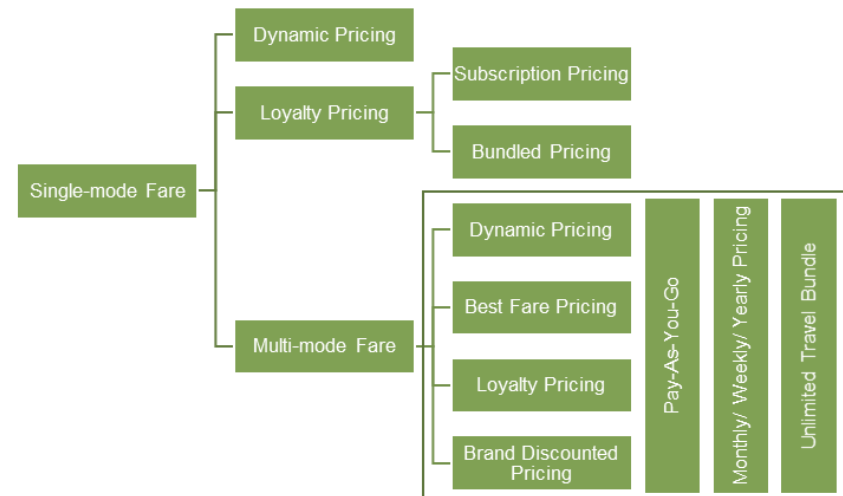 Dynamic Pricing
Subscription Pricing
Loyalty Pricing
Bundled Pricing
Single-mode Fare
Dynamic Pricing
Best Fare Pricing
Multi-mode Fare
Loyalty Pricing
Brand Discounted
Pricing
Pay-As-You-Go
Monthly/ Weekly/ Yearly Pricing
Unlimited Travel Bundle